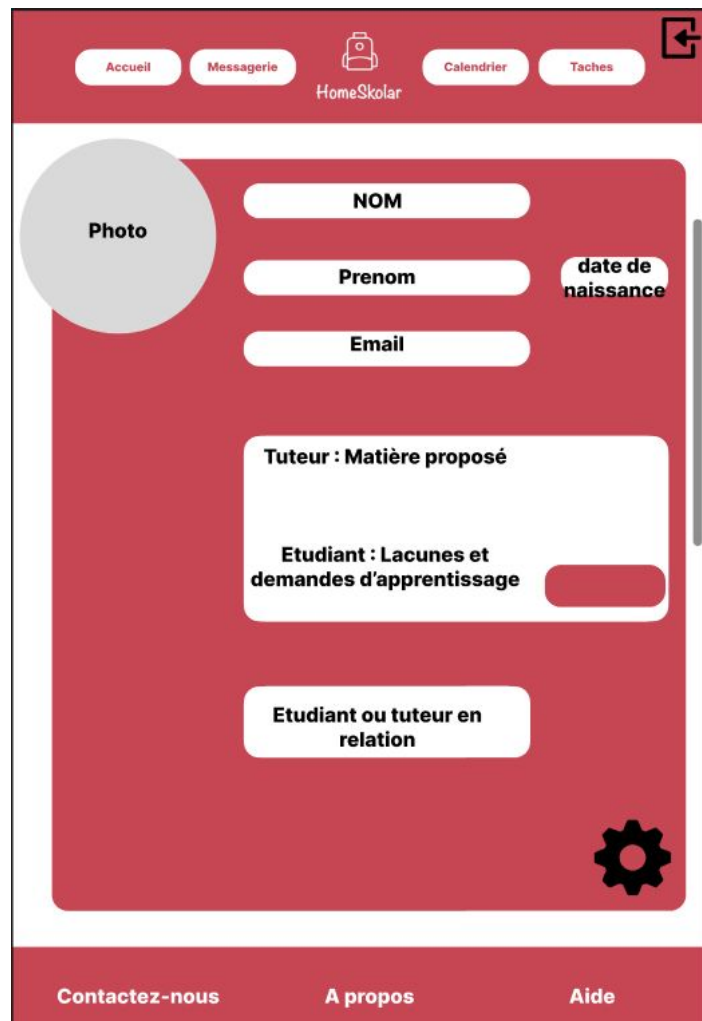 Accueil
Messagerie
Calendrier
Taches
HomeSkolar
Photo
NOM
Prenom
date de
naissance
Email
Tuteur : Matière proposé
Etudiant : Lacunes et
demandes d'apprentissage
Etudiant ou tuteur en
relation
Contactez-nous
A propos
Aide